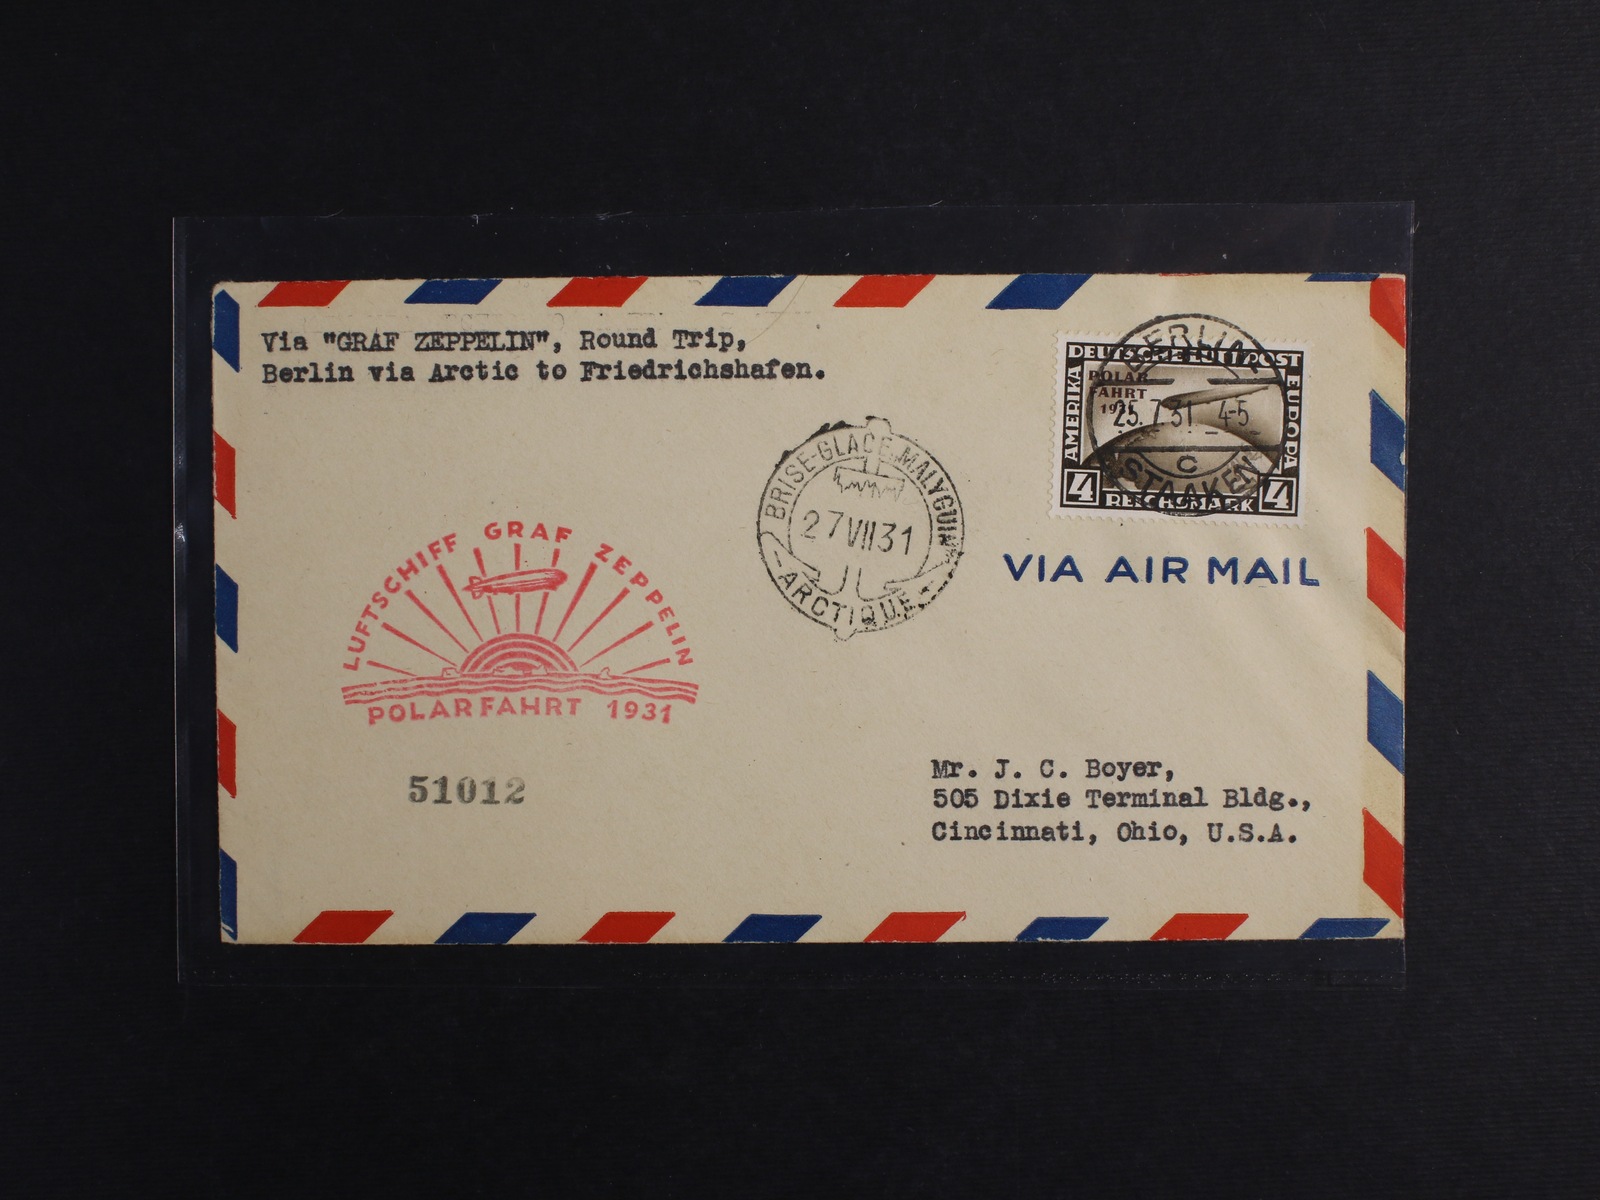 Via "GRAF ZEPPELIN", Round Trip,
Berlin via Arctic to Friedrichshafen.
DEUTSCHE LUFTPOST
AMERIKA
EUROPA
POLAR
FAHRT
1931
4
REICHSMARK
4
BERLIN
25.7.31 4-5
C
STAAKEN
BRISE-GLACE MALYGUIN
27 VII 31
ARCTIQUE
VIA AIR MAIL
LUFTSCHIFF GRAF ZEPPELIN
POLARFAHRT 1931
51012
Mr. J. C. Boyer,
505 Dixie Terminal Bldg.,
Cincinnati, Ohio, U.S.A.